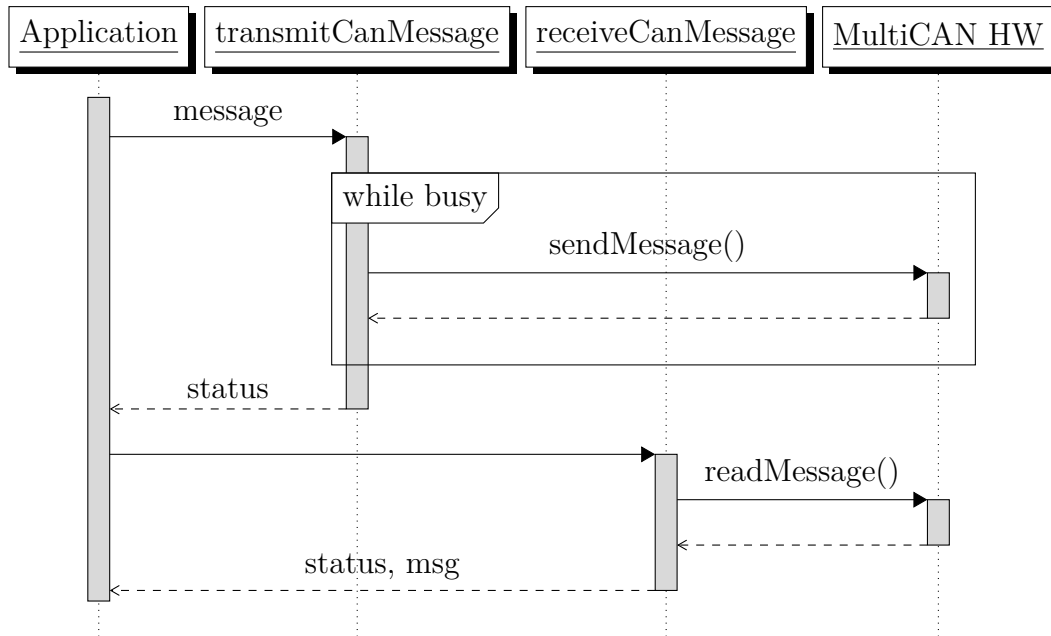 Application
transmitCanMessage
receiveCanMessage
MultiCAN HW
message
while busy
sendMessage()
status
readMessage()
status, msg